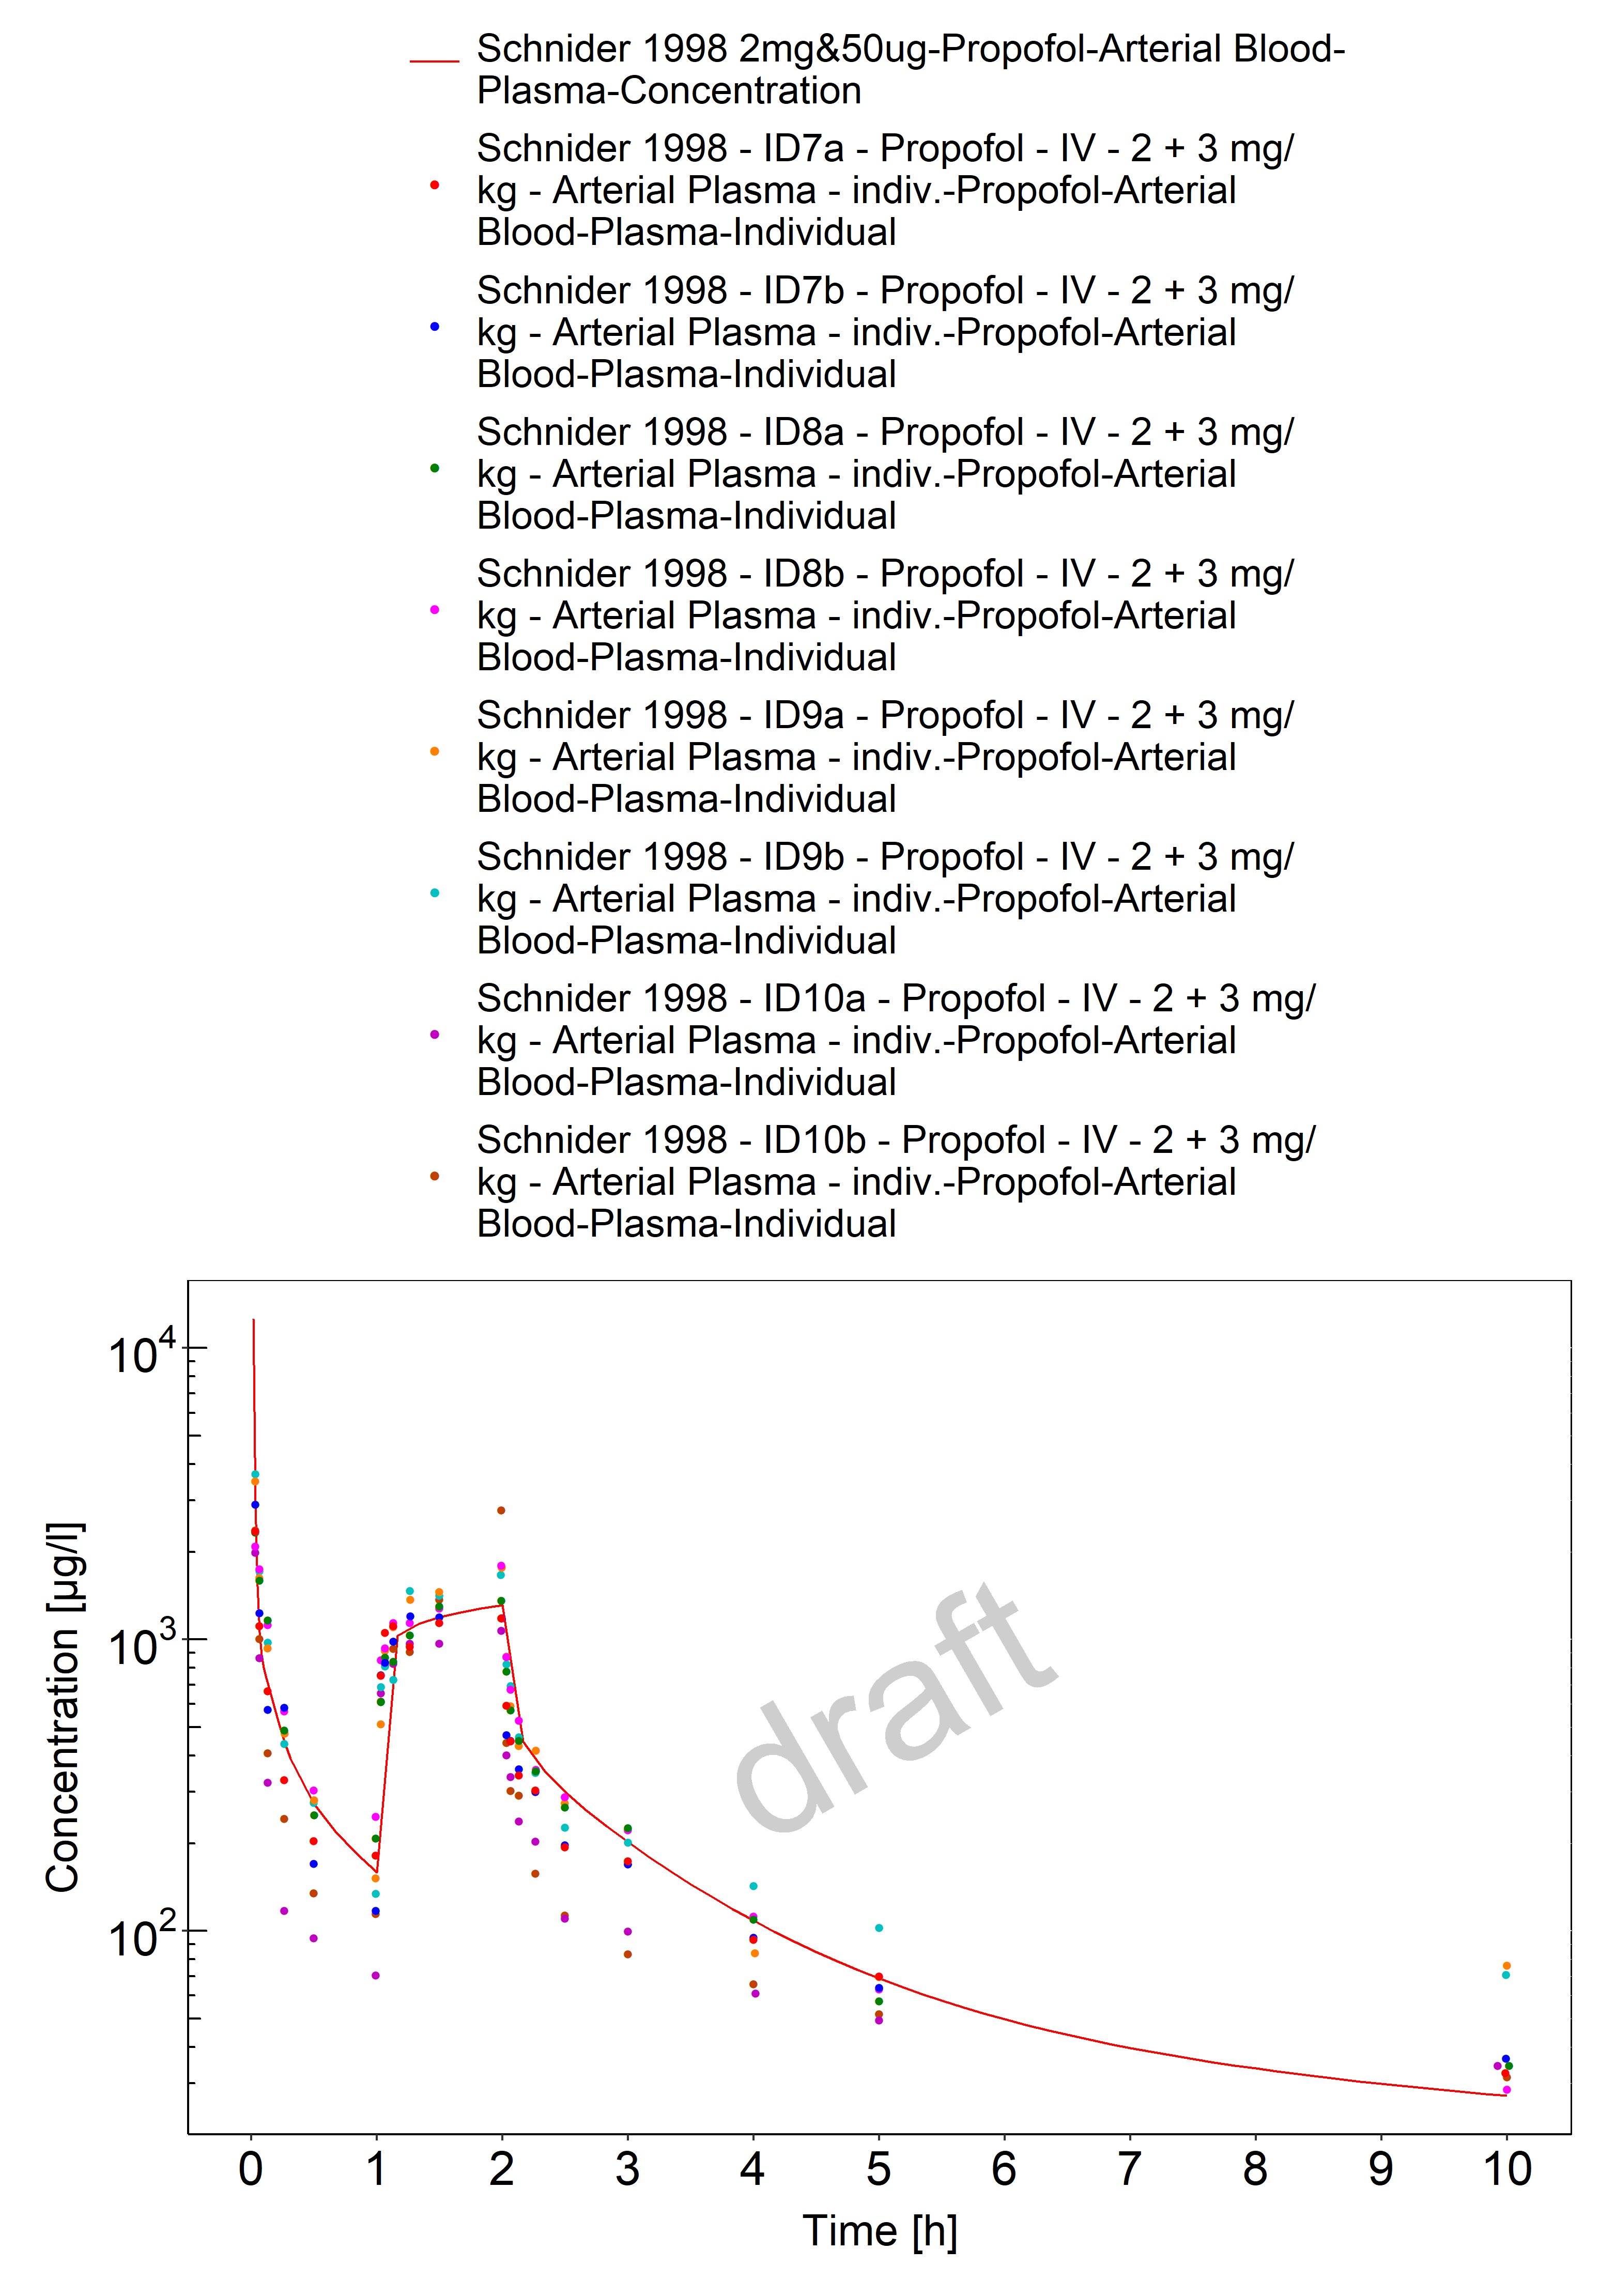 Schnider 1998 2mg&50ug-Propofol-Arterial Blood-
Plasma-Concentration
Schnider 1998 - ID7a - Propofol - IV - 2 + 3 mg/
kg - Arterial Plasma - indiv.-Propofol-Arterial
Blood-Plasma-Individual
Schnider 1998 - ID7b - Propofol - IV - 2 + 3 mg/
kg - Arterial Plasma - indiv.-Propofol-Arterial
Blood-Plasma-Individual
Schnider 1998 - ID8a - Propofol - IV - 2 + 3 mg/
kg - Arterial Plasma - indiv.-Propofol-Arterial
Blood-Plasma-Individual
Schnider 1998 - ID8b - Propofol - IV - 2 + 3 mg/
kg - Arterial Plasma - indiv.-Propofol-Arterial
Blood-Plasma-Individual
Schnider 1998 - ID9a - Propofol - IV - 2 + 3 mg/
kg - Arterial Plasma - indiv.-Propofol-Arterial
Blood-Plasma-Individual
Schnider 1998 - ID9b - Propofol - IV - 2 + 3 mg/
kg - Arterial Plasma - indiv.-Propofol-Arterial
Blood-Plasma-Individual
Schnider 1998 - ID10a - Propofol - IV - 2 + 3 mg/
kg - Arterial Plasma - indiv.-Propofol-Arterial
Blood-Plasma-Individual
Schnider 1998 - ID10b - Propofol - IV - 2 + 3 mg/
kg - Arterial Plasma - indiv.-Propofol-Arterial
Blood-Plasma-Individual
Concentration [µg/l]
10⁴
10³
10²
draft
0 1 2 3 4 5 6 7 8 9 10
Time [h]